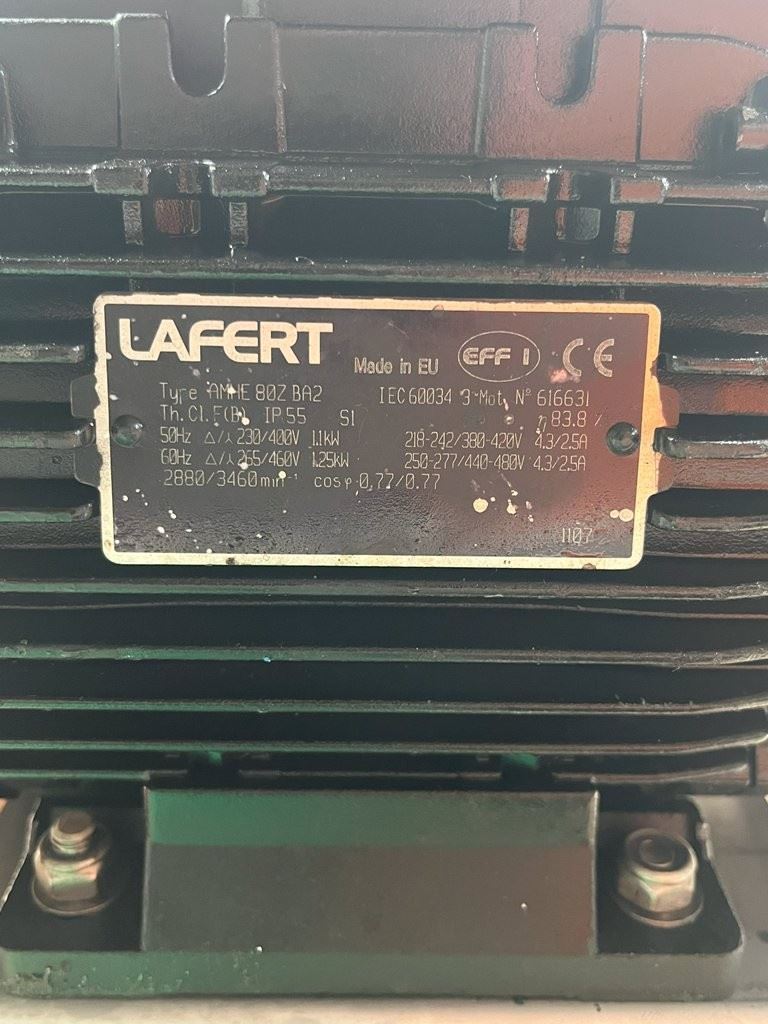 LAFERT
Made in EU EFF 1 CE
Type AMHE 80Z BA2 IEC 60034 3~Mot. Nº 616631
Th.Cl.F(B) IP 55 S1 η 83.8 %
50Hz △/⅄ 230/400V 1.1kW 218-242/380-420V 4.3/2.5A
60Hz △/⅄ 265/460V 1.25kW 250-277/440-480V 4.3/2.5A
2880/3460 min⁻¹ cosφ 0.77/0.77
1107